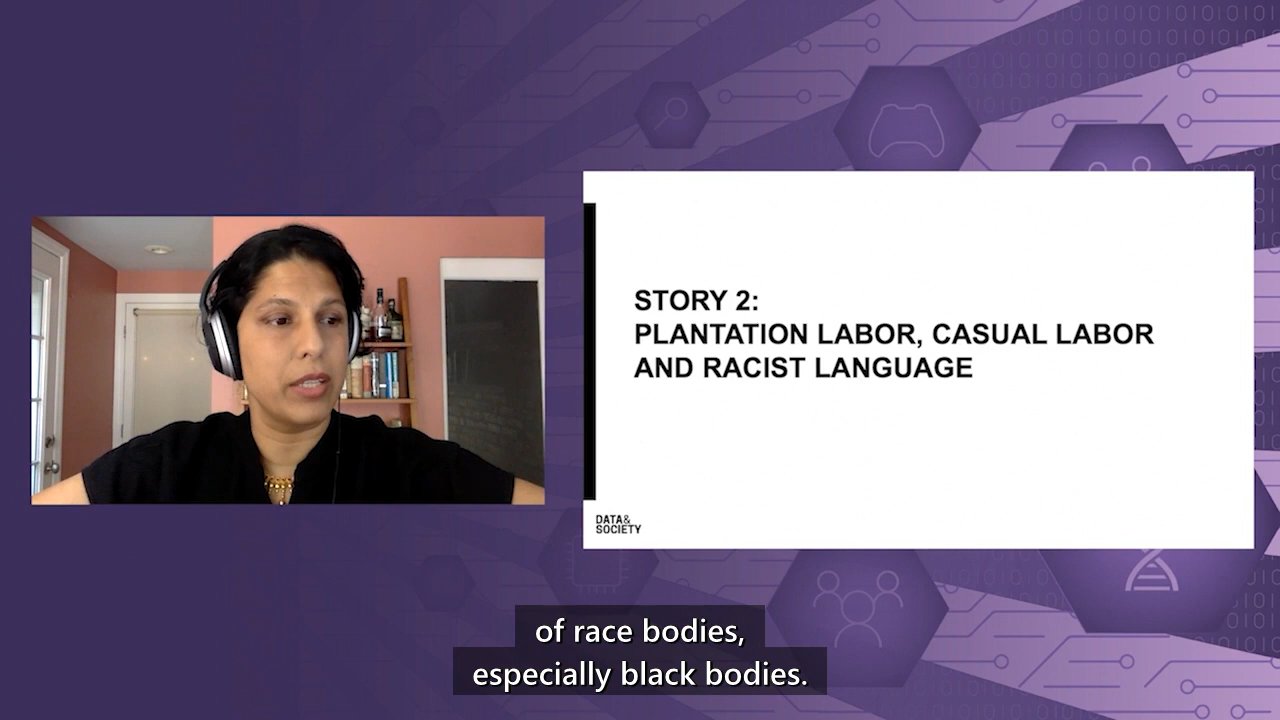 STORY 2:
PLANTATION LABOR, CASUAL LABOR
AND RACIST LANGUAGE
DATA&
SOCIETY
of race bodies,
especially black bodies.